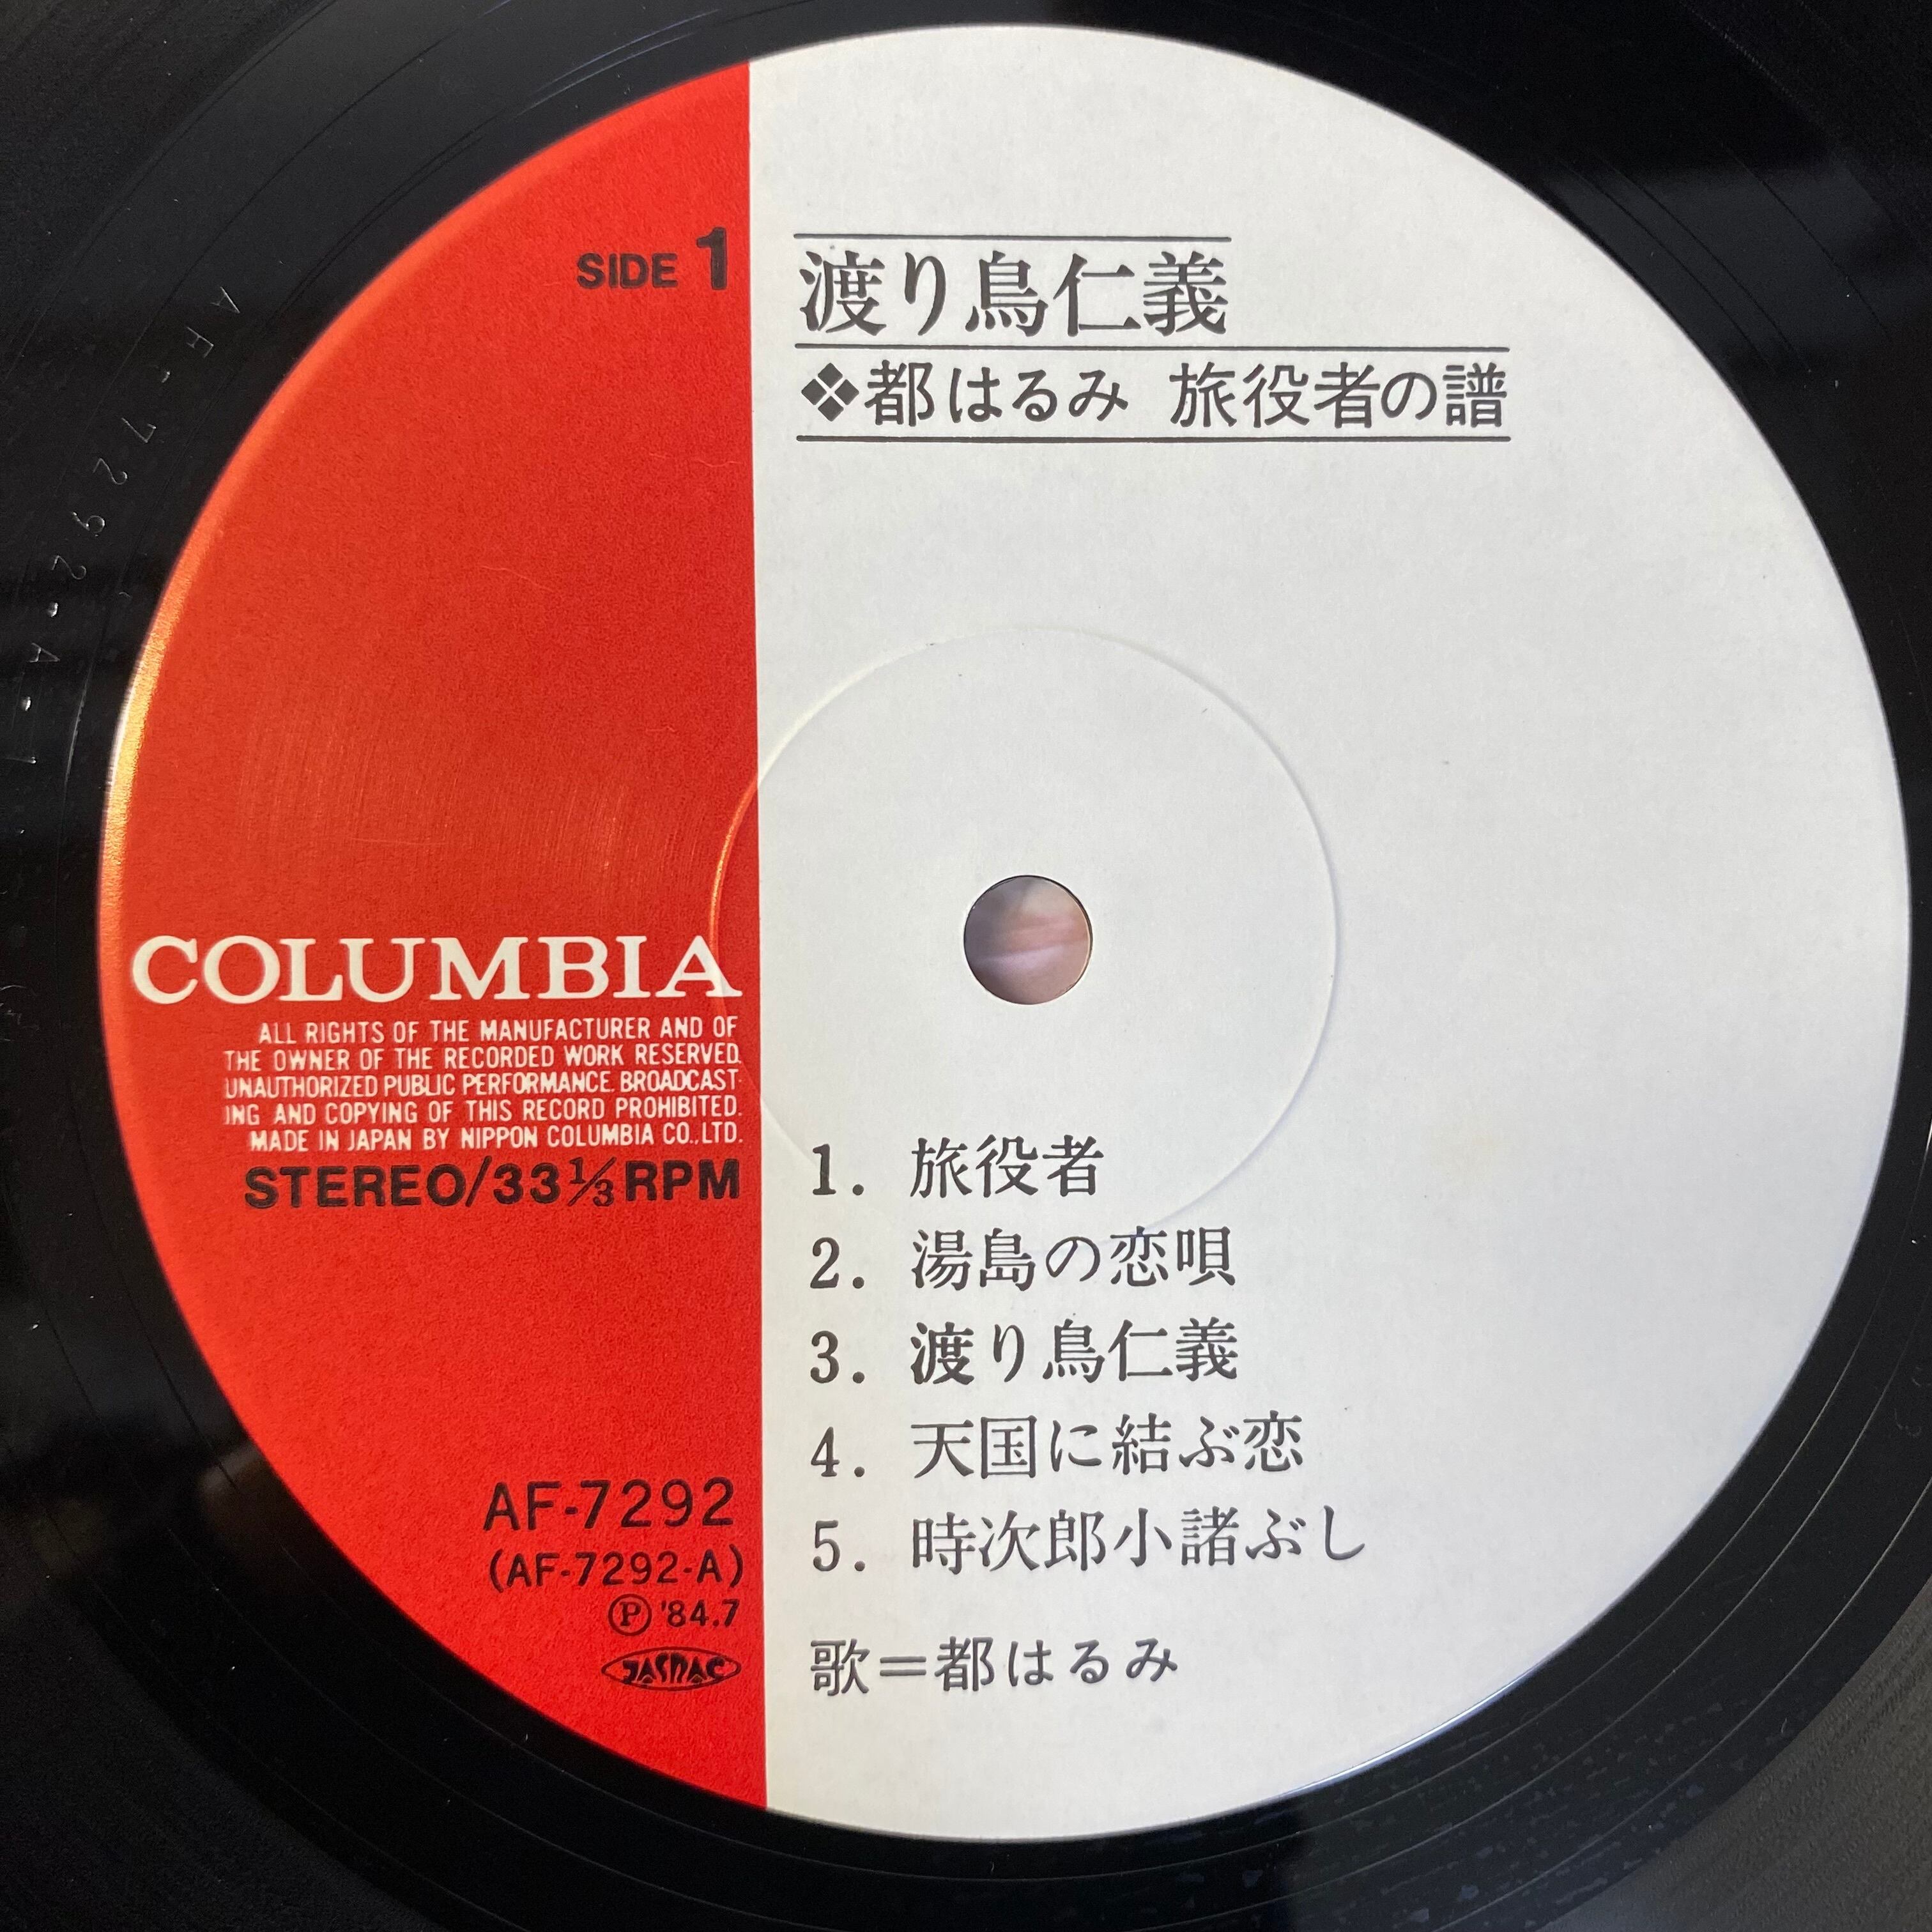 SIDE 1
渡り鳥仁義
❖都はるみ 旅役者の譜
AF-7292-A-1
COLUMBIA
ALL RIGHTS OF THE MANUFACTURER AND OF
THE OWNER OF THE RECORDED WORK RESERVED.
UNAUTHORIZED PUBLIC PERFORMANCE. BROADCAST-
ING AND COPYING OF THIS RECORD PROHIBITED.
MADE IN JAPAN BY NIPPON COLUMBIA CO., LTD.
STEREO/33⅓RPM
1. 旅役者
2. 湯島の恋唄
3. 渡り鳥仁義
4. 天国に結ぶ恋
5. 時次郎小諸ぶし
歌=都はるみ
AF-7292
(AF-7292-A)
Ⓟ '84.7
JASRAC